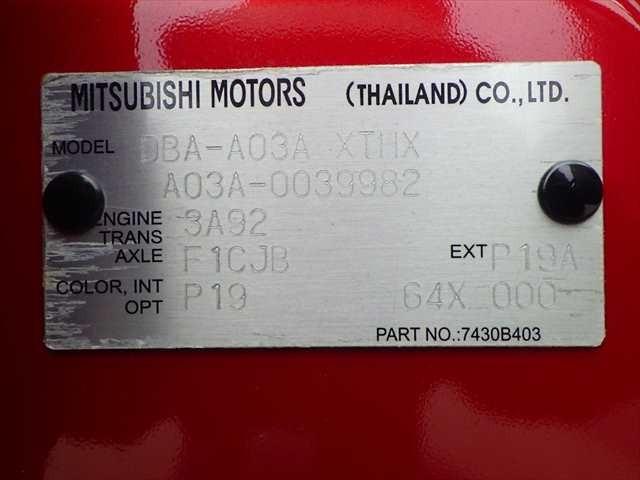 MITSUBISHI MOTORS (THAILAND) CO.,LTD.
MODEL DBA-A03A XTHX
A03A-0039982
ENGINE 3A92
TRANS AXLE F1CJB EXT P19A
COLOR, INT OPT P19 64X 000
PART NO.:7430B403